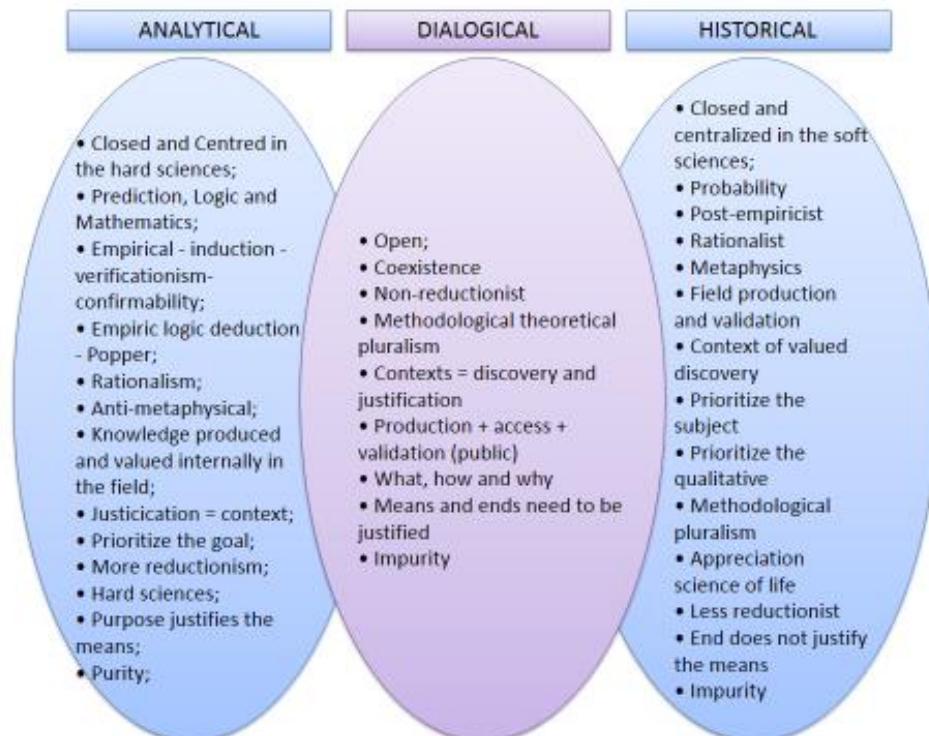 ANALYTICAL
• Closed and Centred in
the hard sciences;
• Prediction, Logic and
Mathematics;
• Empirical - induction -
verificationism-
confirmability;
• Empiric logic deduction
- Popper;
• Rationalism;
• Anti-metaphysical;
• Knowledge produced
and valued internally in
the field;
• Justicication = context;
• Prioritize the goal;
• More reductionism;
• Hard sciences;
• Purpose justifies the
means;
• Purity;
DIALOGICAL
• Open;
• Coexistence
• Non-reductionist
• Methodological theoretical
pluralism
• Contexts = discovery and
justification
• Production + access +
validation (public)
• What, how and why
• Means and ends need to be
justified
• Impurity
HISTORICAL
• Closed and
centralized in the soft
sciences;
• Probability
• Post-empiricist
• Rationalist
• Metaphysics
• Field production
and validation
• Context of valued
discovery
• Prioritize the
subject
• Prioritize the
qualitative
• Methodological
pluralism
• Appreciation
science of life
• Less reductionist
• End does not justify
the means
• Impurity